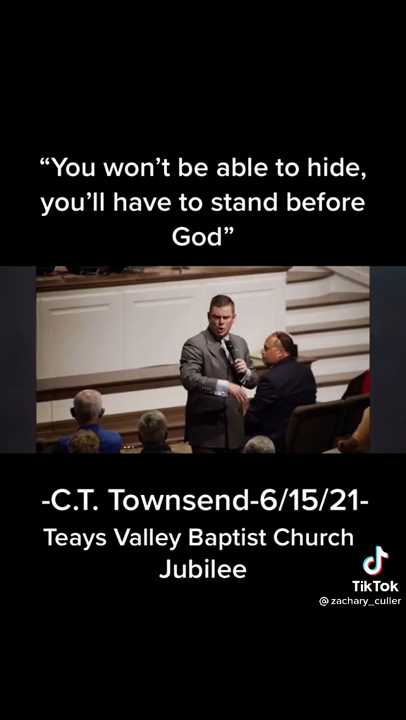 “You won’t be able to hide,
you’ll have to stand before
God”
-C.T. Townsend-6/15/21-
Teays Valley Baptist Church
Jubilee
TikTok
@zachary_culler